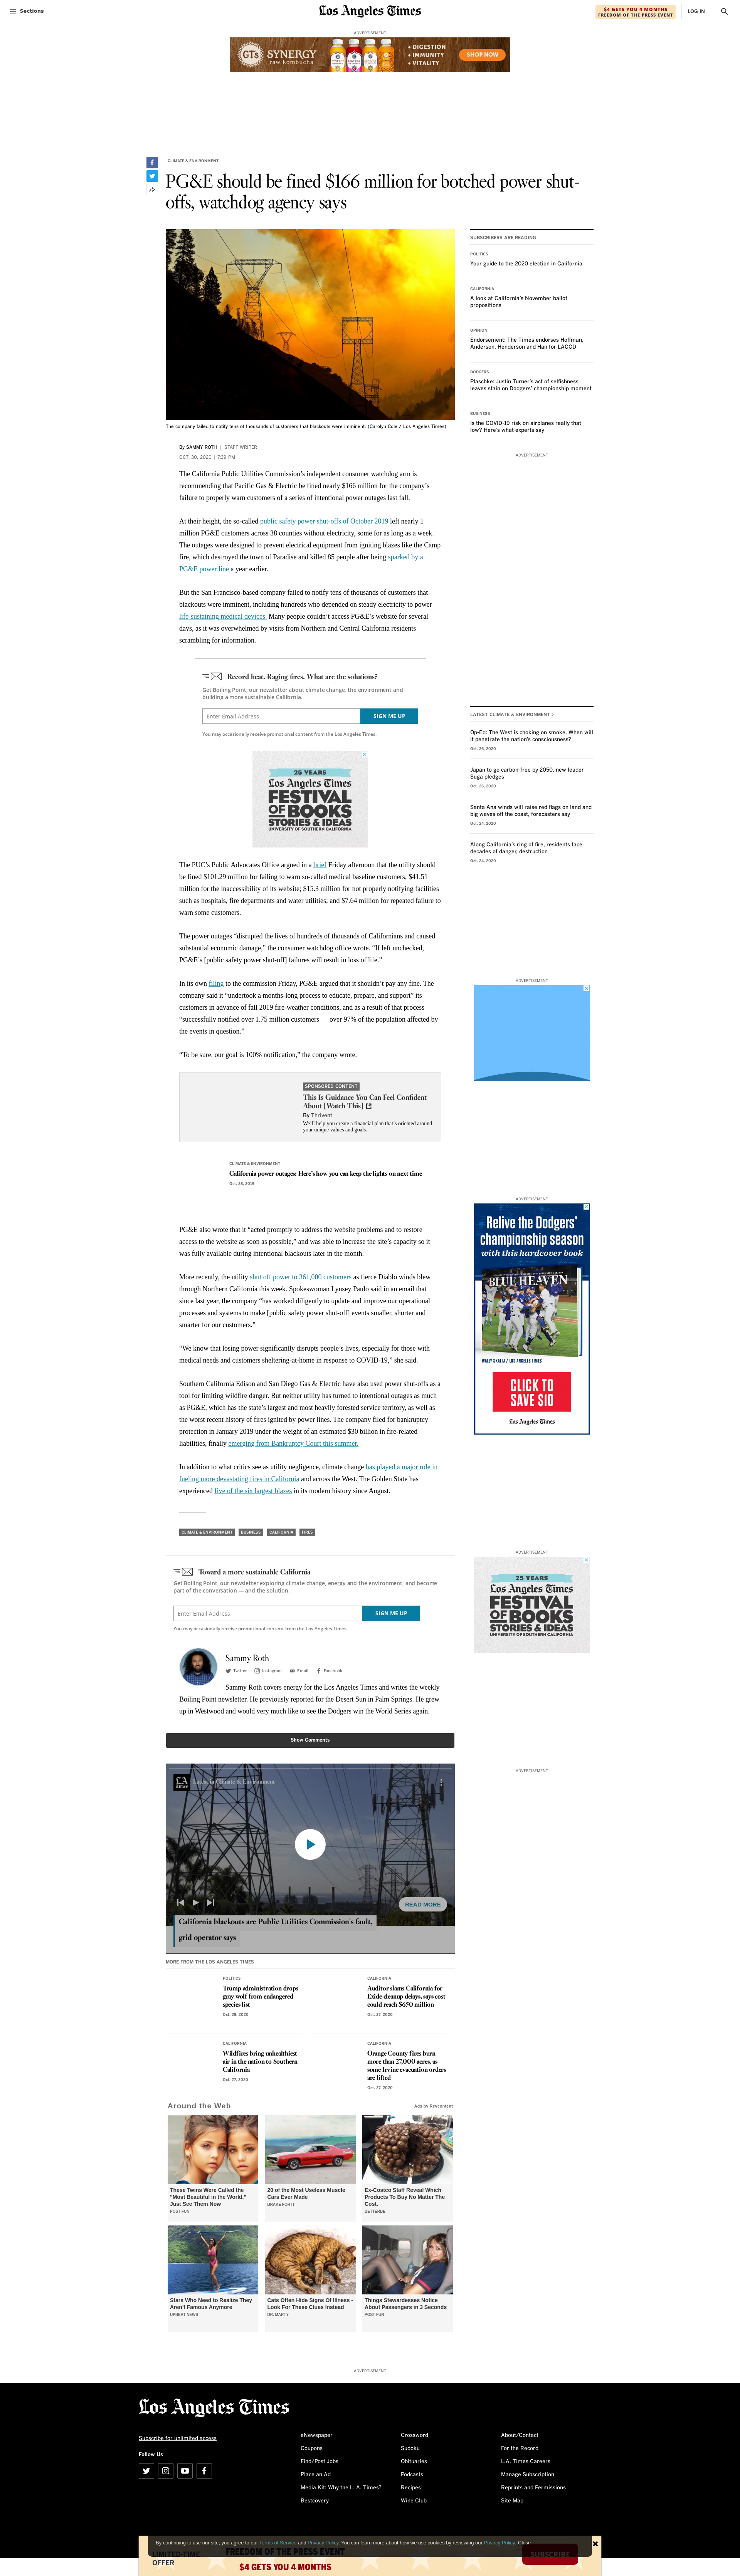 Sections
Los Angeles Times
$4 GETS YOU 4 MONTHS
FREEDOM OF THE PRESS EVENT
LOG IN
ADVERTISEMENT
GT'S SYNERGY
raw kombucha
• DIGESTION
• IMMUNITY
• VITALITY
SHOP NOW
CLIMATE & ENVIRONMENT
PG&E should be fined $166 million for botched power shut-
offs, watchdog agency says
The company failed to notify tens of thousands of customers that blackouts were imminent. (Carolyn Cole / Los Angeles Times)
By SAMMY ROTH | STAFF WRITER
OCT. 30, 2020 | 7:39 PM
The California Public Utilities Commission's independent consumer watchdog arm is
recommending that Pacific Gas & Electric be fined nearly $166 million for the company's
failure to properly warn customers of a series of intentional power outages last fall.
At their height, the so-called public safety power shut-offs of October 2019 left nearly 1
million PG&E customers across 38 counties without electricity, some for as long as a week.
The outages were designed to prevent electrical equipment from igniting blazes like the Camp
fire, which destroyed the town of Paradise and killed 85 people after being sparked by a
PG&E power line a year earlier.
But the San Francisco-based company failed to notify tens of thousands of customers that
blackouts were imminent, including hundreds who depended on steady electricity to power
life-sustaining medical devices. Many people couldn't access PG&E's website for several
days, as it was overwhelmed by visits from Northern and Central California residents
scrambling for information.
Record heat. Raging fires. What are the solutions?
Get Boiling Point, our newsletter about climate change, the environment and
building a more sustainable California.
Enter Email Address
SIGN ME UP
You may occasionally receive promotional content from the Los Angeles Times.
25 YEARS
Los Angeles Times
FESTIVAL
OF BOOKS
STORIES & IDEAS
UNIVERSITY OF SOUTHERN CALIFORNIA
The PUC's Public Advocates Office argued in a brief Friday afternoon that the utility should
be fined $101.29 million for failing to warn so-called medical baseline customers; $41.51
million for the inaccessibility of its website; $15.3 million for not properly notifying facilities
such as hospitals, fire departments and water utilities; and $7.64 million for repeated failure to
warn some customers.
The power outages “disrupted the lives of hundreds of thousands of Californians and caused
substantial economic damage,” the consumer watchdog office wrote. “If left unchecked,
PG&E's [public safety power shut-off] failures will result in loss of life.”
In its own filing to the commission Friday, PG&E argued that it shouldn't pay any fine. The
company said it “undertook a months-long process to educate, prepare, and support” its
customers in advance of fall 2019 fire-weather conditions, and as a result of that process
“successfully notified over 1.75 million customers — over 97% of the population affected by
the events in question.”
“To be sure, our goal is 100% notification,” the company wrote.
SPONSORED CONTENT
This Is Guidance You Can Feel Confident
About [Watch This]
By Thrivent
We'll help you create a financial plan that's oriented around
your unique values and goals.
CLIMATE & ENVIRONMENT
California power outages: Here's how you can keep the lights on next time
Oct. 28, 2019
PG&E also wrote that it “acted promptly to address the website problems and to restore
access to the website as soon as possible,” and was able to increase the site's capacity so it
was fully available during intentional blackouts later in the month.
More recently, the utility shut off power to 361,000 customers as fierce Diablo winds blew
through Northern California this week. Spokeswoman Lynsey Paulo said in an email that
since last year, the company “has worked diligently to update and improve our operational
processes and systems to make [public safety power shut-off] events smaller, shorter and
smarter for our customers.”
“We know that losing power significantly disrupts people's lives, especially for those with
medical needs and customers sheltering-at-home in response to COVID-19,” she said.
Southern California Edison and San Diego Gas & Electric have also used power shut-offs as a
tool for limiting wildfire danger. But neither utility has turned to intentional outages as much
as PG&E, which has the state's largest and most heavily forested service territory, as well as
the worst recent history of fires ignited by power lines. The company filed for bankruptcy
protection in January 2019 under the weight of an estimated $30 billion in fire-related
liabilities, finally emerging from Bankruptcy Court this summer.
In addition to what critics see as utility negligence, climate change has played a major role in
fueling more devastating fires in California and across the West. The Golden State has
experienced five of the six largest blazes in its modern history since August.
CLIMATE & ENVIRONMENT
BUSINESS
CALIFORNIA
FIRES
Toward a more sustainable California
Get Boiling Point, our newsletter exploring climate change, energy and the environment, and become
part of the conversation — and the solution.
Enter Email Address
SIGN ME UP
You may occasionally receive promotional content from the Los Angeles Times.
Sammy Roth
Twitter
Instagram
Email
Facebook
Sammy Roth covers energy for the Los Angeles Times and writes the weekly
Boiling Point newsletter. He previously reported for the Desert Sun in Palm Springs. He grew
up in Westwood and would very much like to see the Dodgers win the World Series again.
Show Comments
READ MORE
California blackouts are Public Utilities Commission's fault,
grid operator says
MORE FROM THE LOS ANGELES TIMES
POLITICS
Trump administration drops
gray wolf from endangered
species list
Oct. 29, 2020
CALIFORNIA
Auditor slams California for
Exide cleanup delays, says cost
could reach $650 million
Oct. 27, 2020
CALIFORNIA
Wildfires bring unhealthiest
air in the nation to Southern
California
Oct. 27, 2020
CALIFORNIA
Orange County fires burn
more than 27,000 acres, as
some Irvine evacuation orders
are lifted
Oct. 27, 2020
Around the Web
Ads by Revcontent
These Twins Were Called the
"Most Beautiful in the World,"
Just See Them Now
POST FUN
20 of the Most Useless Muscle
Cars Ever Made
BRAKE FOR IT
Ex-Costco Staff Reveal Which
Products To Buy No Matter The
Cost.
BETTERBE
Stars Who Need to Realize They
Aren't Famous Anymore
UPBEAT NEWS
Cats Often Hide Signs Of Illness -
Look For These Clues Instead
DR. MARTY
Things Stewardesses Notice
About Passengers in 3 Seconds
POST FUN
SUBSCRIBERS ARE READING
POLITICS
Your guide to the 2020 election in California
CALIFORNIA
A look at California's November ballot
propositions
OPINION
Endorsement: The Times endorses Hoffman,
Anderson, Henderson and Han for LACCD
DODGERS
Plaschke: Justin Turner's act of selfishness
leaves stain on Dodgers' championship moment
BUSINESS
Is the COVID-19 risk on airplanes really that
low? Here's what experts say
ADVERTISEMENT
LATEST CLIMATE & ENVIRONMENT
Op-Ed: The West is choking on smoke. When will
it penetrate the nation's consciousness?
Oct. 26, 2020
Japan to go carbon-free by 2050, new leader
Suga pledges
Oct. 26, 2020
Santa Ana winds will raise red flags on land and
big waves off the coast, forecasters say
Oct. 24, 2020
Along California's ring of fire, residents face
decades of danger, destruction
Oct. 24, 2020
ADVERTISEMENT
ADVERTISEMENT
Relive the Dodgers'
championship season
with this hardcover book
BLUE HEAVEN
WALLY SKALIJ / LOS ANGELES TIMES
CLICK TO
SAVE $10
Los Angeles Times
ADVERTISEMENT
25 YEARS
Los Angeles Times
FESTIVAL
OF BOOKS
STORIES & IDEAS
UNIVERSITY OF SOUTHERN CALIFORNIA
ADVERTISEMENT
ADVERTISEMENT
Los Angeles Times
Subscribe for unlimited access
Follow Us
eNewspaper
Coupons
Find/Post Jobs
Place an Ad
Media Kit: Why the L. A. Times?
Bestcovery
Crossword
Sudoku
Obituaries
Podcasts
Recipes
Wine Club
About/Contact
For the Record
L.A. Times Careers
Manage Subscription
Reprints and Permissions
Site Map
By continuing to use our site, you agree to our Terms of Service and Privacy Policy. You can learn more about how we use cookies by reviewing our Privacy Policy. Close
LIMITED-TIME
OFFER
FREEDOM OF THE PRESS EVENT
$4 GETS YOU 4 MONTHS
SUBSCRIBE